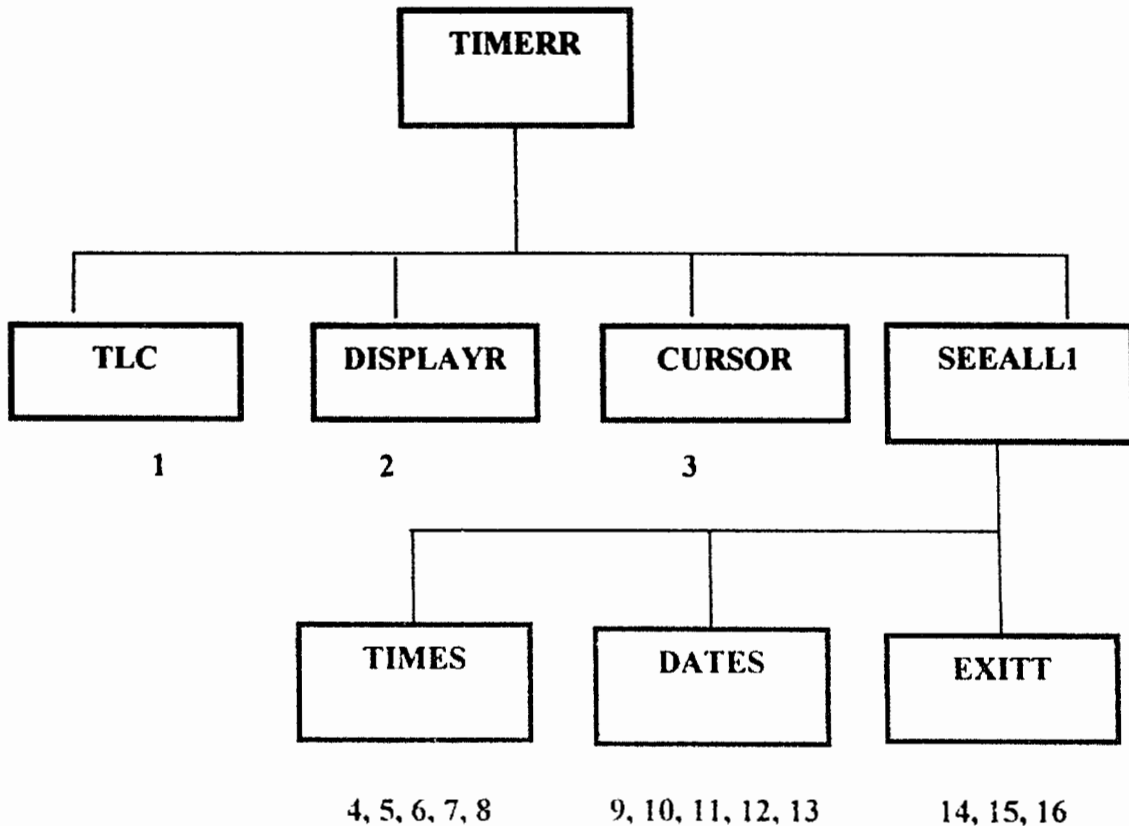 TIMERR
TLC DISPLAYR CURSOR SEEALL1
1 2 3
TIMES DATES EXITT
4, 5, 6, 7, 8 9, 10, 11, 12, 13 14, 15, 16